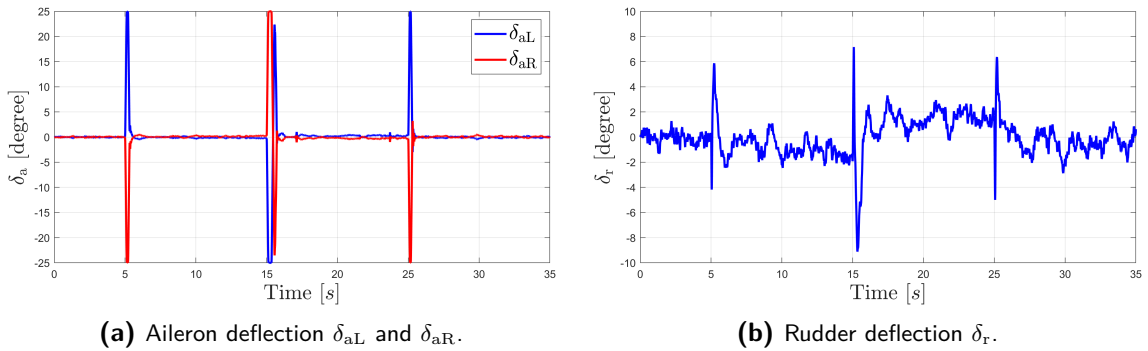 25
20
15
10
5
0
-5
-10
-15
-20
-25
δa [degree]
0 5 10 15 20 25 30 35
Time [s]
δaL
δaR
(a) Aileron deflection δaL and δaR.
10
8
6
4
2
0
-2
-4
-6
-8
-10
δr [degree]
0 5 10 15 20 25 30 35
Time [s]
(b) Rudder deflection δr.